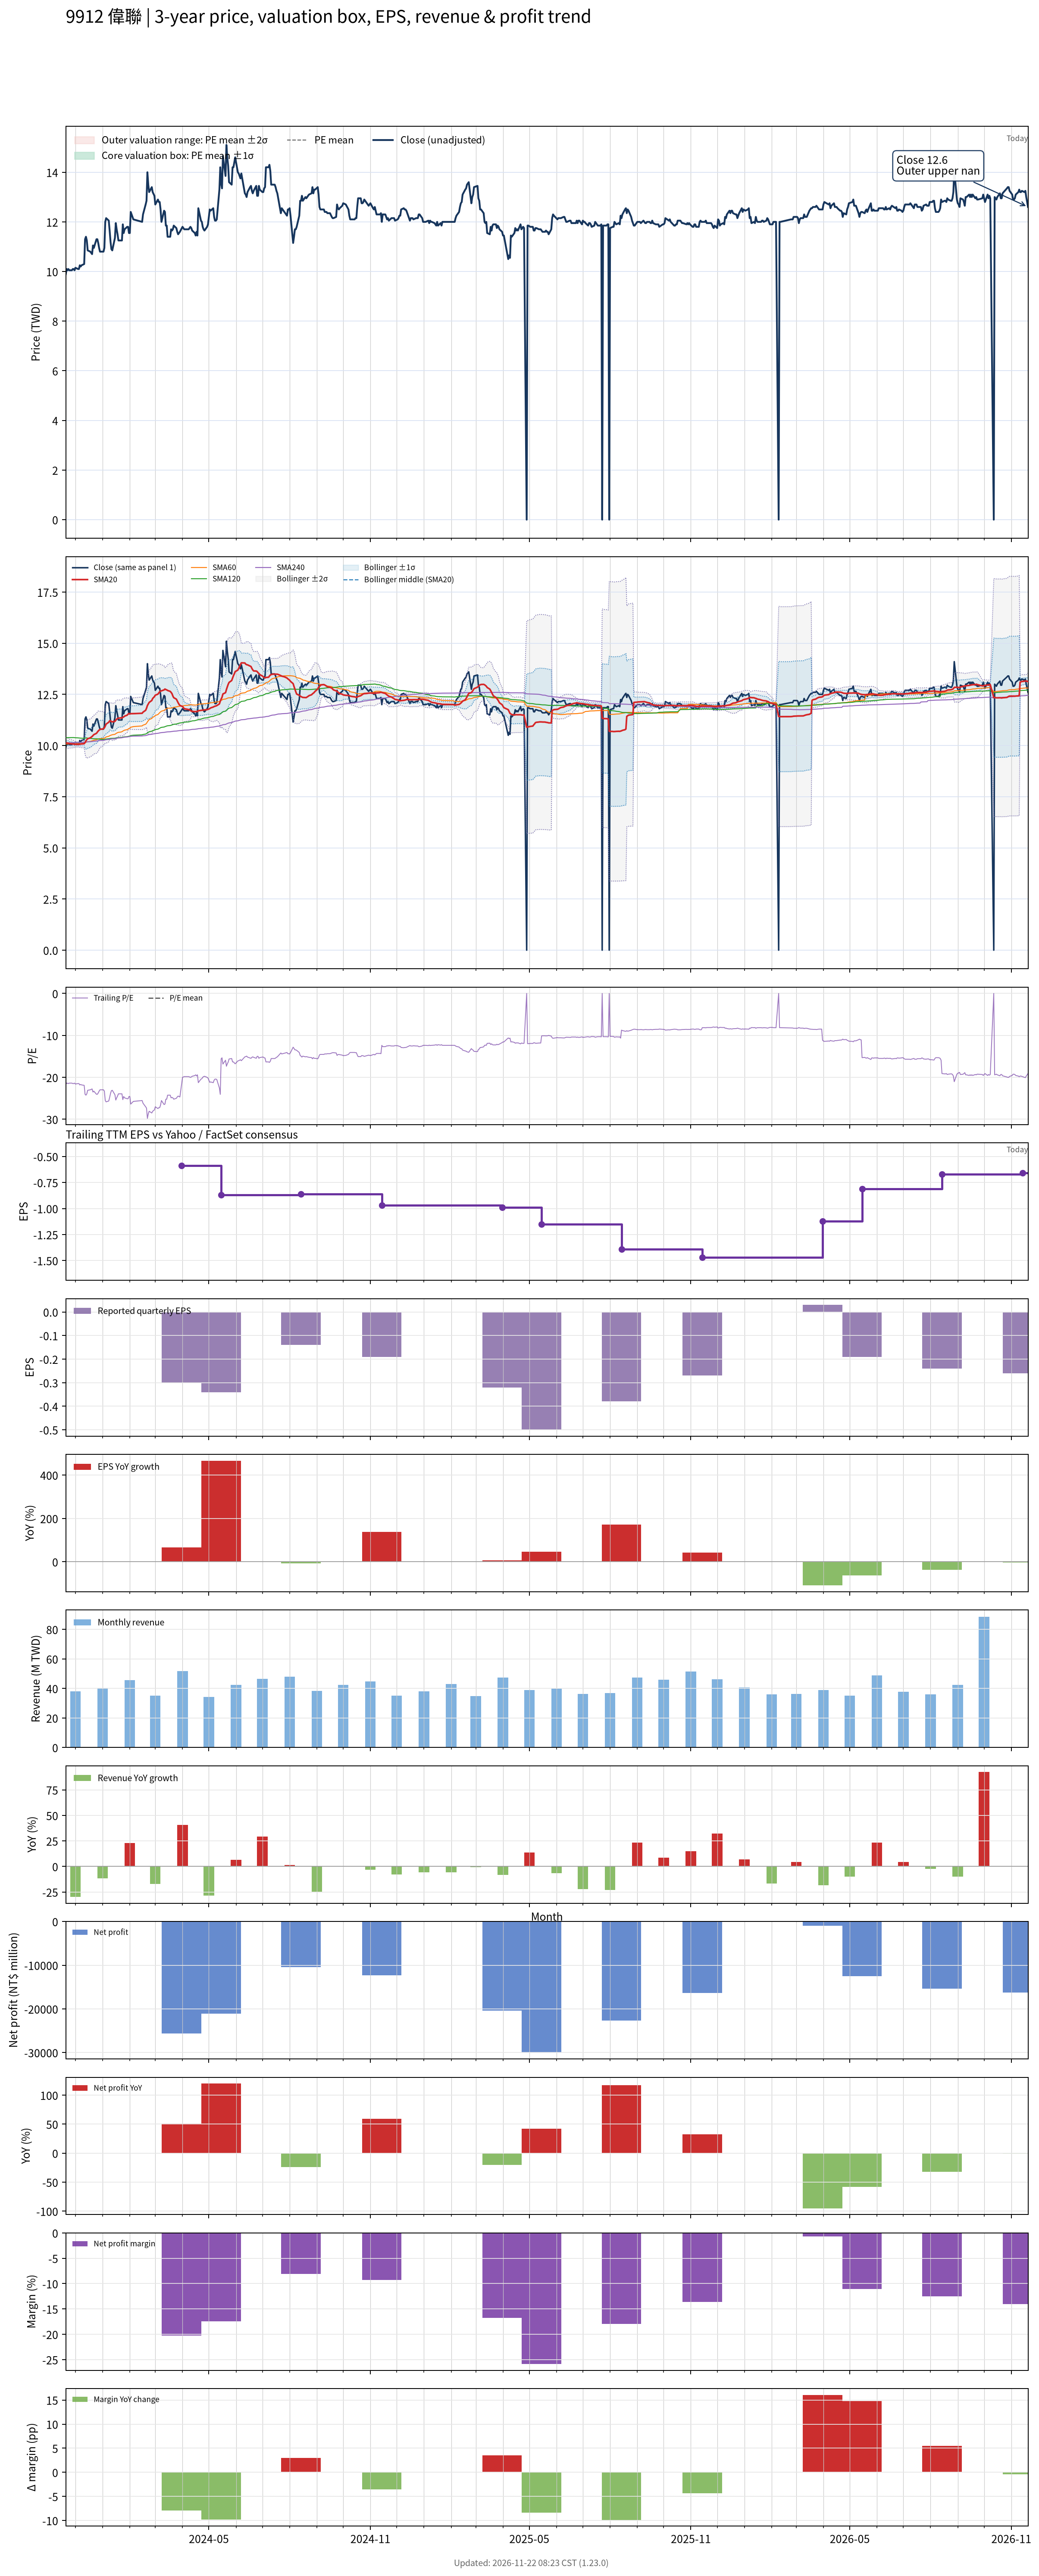 9912 偉聯 | 3-year price, valuation box, EPS, revenue & profit trend
Outer valuation range: PE mean ±2σ
PE mean
Close (unadjusted)
Core valuation box: PE mean ±1σ
Today
Close 12.6
Outer upper nan
14
12
10
8
6
4
2
0
Price (TWD)
Close (same as panel 1)
SMA20
SMA60
SMA120
SMA240
Bollinger ±2σ
Bollinger ±1σ
Bollinger middle (SMA20)
17.5
15.0
12.5
10.0
7.5
5.0
2.5
0.0
Price
Trailing P/E
P/E mean
0
-10
-20
-30
P/E
Trailing TTM EPS vs Yahoo / FactSet consensus
Today
-0.50
-0.75
-1.00
-1.25
-1.50
EPS
Reported quarterly EPS
0.0
-0.1
-0.2
-0.3
-0.4
-0.5
EPS
EPS YoY growth
400
200
0
YoY (%)
Monthly revenue
80
60
40
20
0
Revenue (M TWD)
Revenue YoY growth
75
50
25
0
-25
YoY (%)
Month
Net profit
0
-10000
-20000
-30000
Net profit (NT$ million)
Net profit YoY
100
50
0
-50
-100
YoY (%)
Net profit margin
0
-5
-10
-15
-20
-25
Margin (%)
Margin YoY change
15
10
5
0
-5
-10
Δ margin (pp)
2024-05
2024-11
2025-05
2025-11
2026-05
2026-11
Updated: 2026-11-22 08:23 CST (1.23.0)